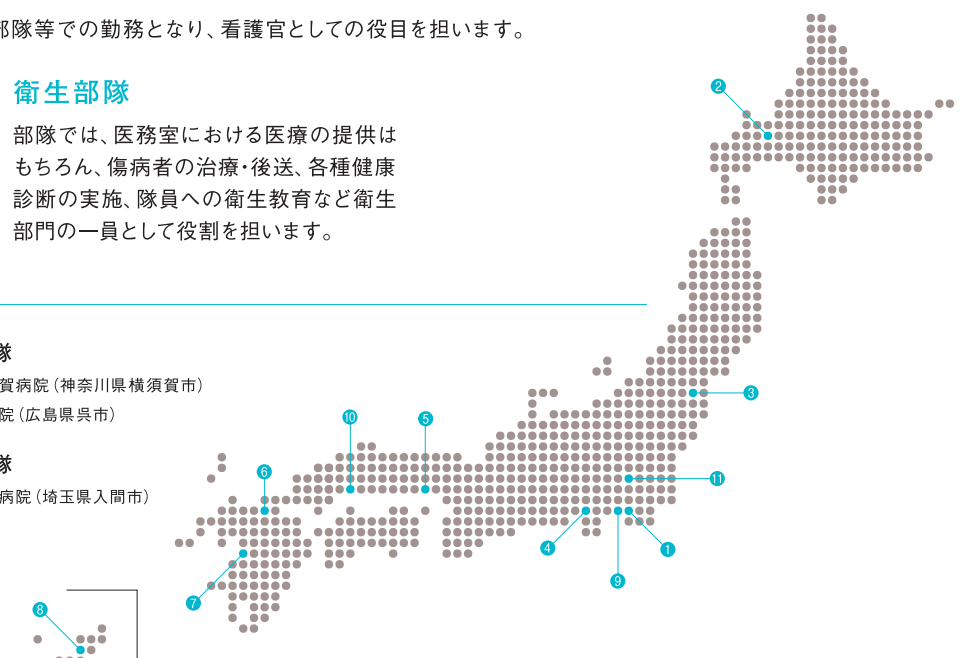 部隊等での勤務となり、看護官としての役目を担います。
衛生部隊
部隊では、医務室における医療の提供は
もちろん、傷病者の治療・後送、各種健康
診断の実施、隊員への衛生教育など衛生
部門の一員として役割を担います。
隊
賀病院（神奈川県横須賀市）
院（広島県呉市）
隊
病院（埼玉県入間市）
2
3
10
5
6
11
4
1
9
7
8